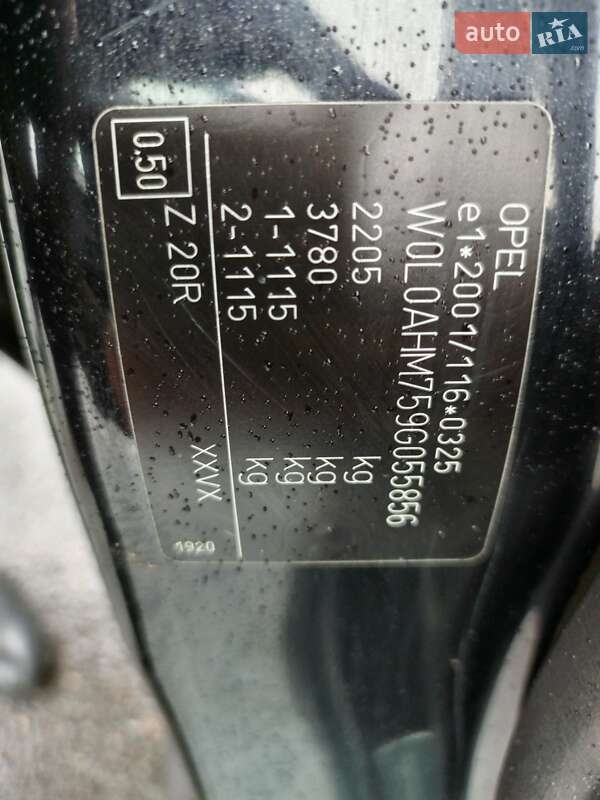 auto RIA
.com
OPEL
e1*2001/116*0325
W0L0AHM759G055856
2205 kg
3780 kg
1-1115 kg
2-1115 kg
Z 20R XXVX
0.50
1920